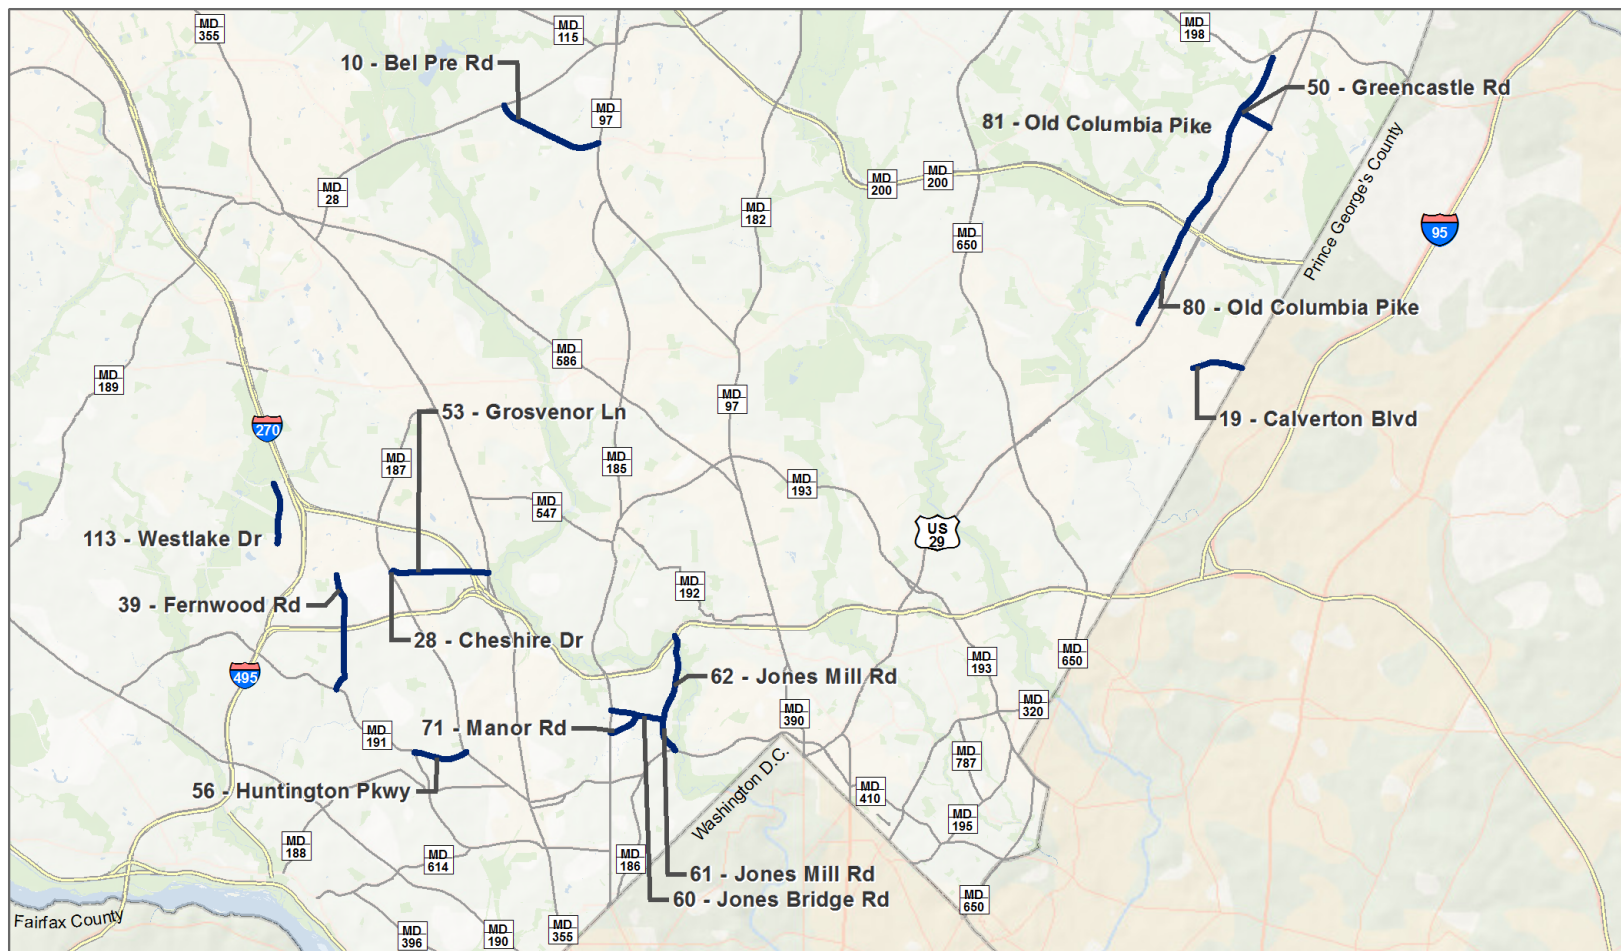 MD
355
MD
115
MD
198
10 - Bel Pre Rd
50 - Greencastle Rd
MD
97
81 - Old Columbia Pike
Prince George's County
MD
200
MD
200
MD
28
MD
182
MD
650
95
80 - Old Columbia Pike
MD
586
MD
189
MD
97
53 - Grosvenor Ln
19 - Calverton Blvd
270
MD
187
MD
185
MD
193
MD
547
US
29
113 - Westlake Dr
MD
192
39 - Fernwood Rd
28 - Cheshire Dr
MD
650
MD
193
495
62 - Jones Mill Rd
MD
320
MD
390
71 - Manor Rd
MD
191
MD
787
Washington D.C.
56 - Huntington Pkwy
MD
410
MD
195
MD
188
MD
614
MD
186
61 - Jones Mill Rd
60 - Jones Bridge Rd
MD
650
Fairfax County
MD
396
MD
190
MD
355